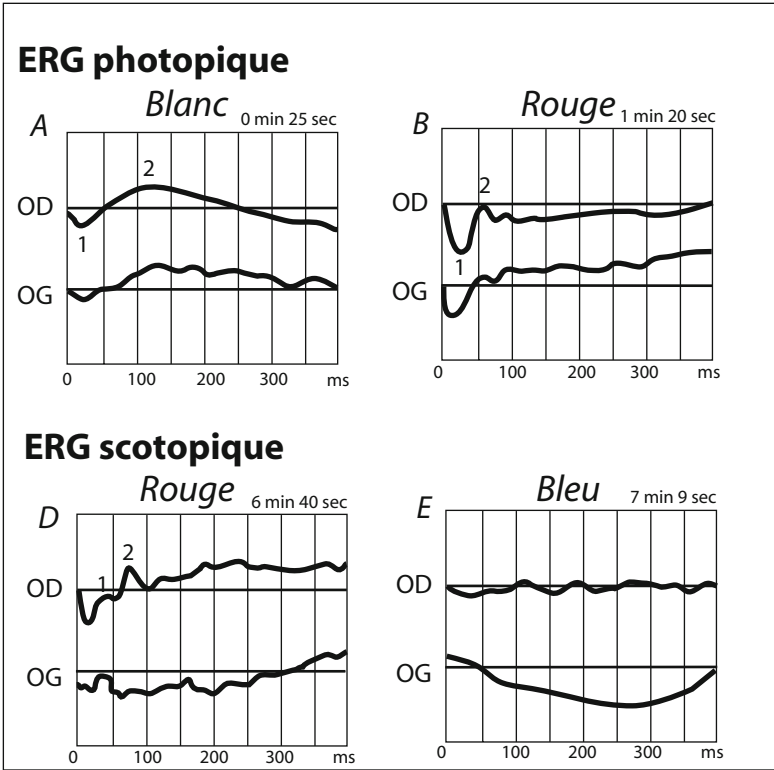 ERG photopique
A Blanc 0 min 25 sec
2
OD
1
OG
0 100 200 300 ms
B Rouge 1 min 20 sec
2
OD
1
OG
0 100 200 300 ms
ERG scotopique
D Rouge 6 min 40 sec
2
1
OD
OG
0 100 200 300 ms
E Bleu 7 min 9 sec
OD
OG
0 100 200 300 ms